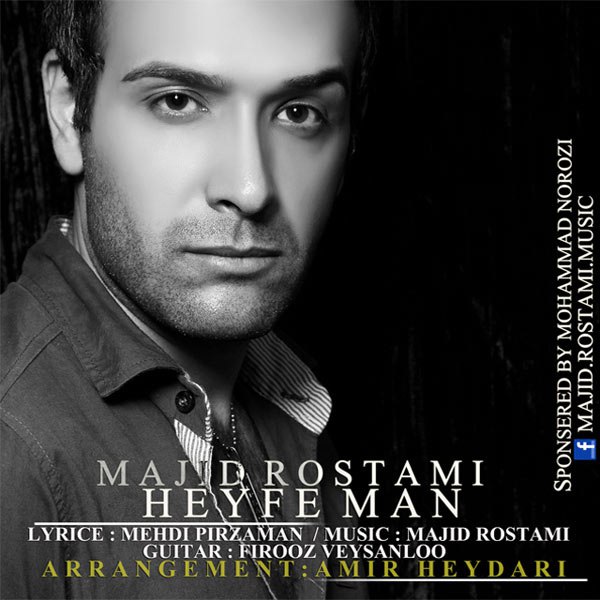 MAJID ROSTAMI
HEYFE MAN
LYRICE : MEHDI PIRZAMAN / MUSIC : MAJID ROSTAMI
GUITAR : FIROOZ VEYSANLOO
ARRANGEMENT:AMIR HEYDARI
SPONSERED BY MOHAMMAD NOROZI
f MAJID.ROSTAMI.MUSIC